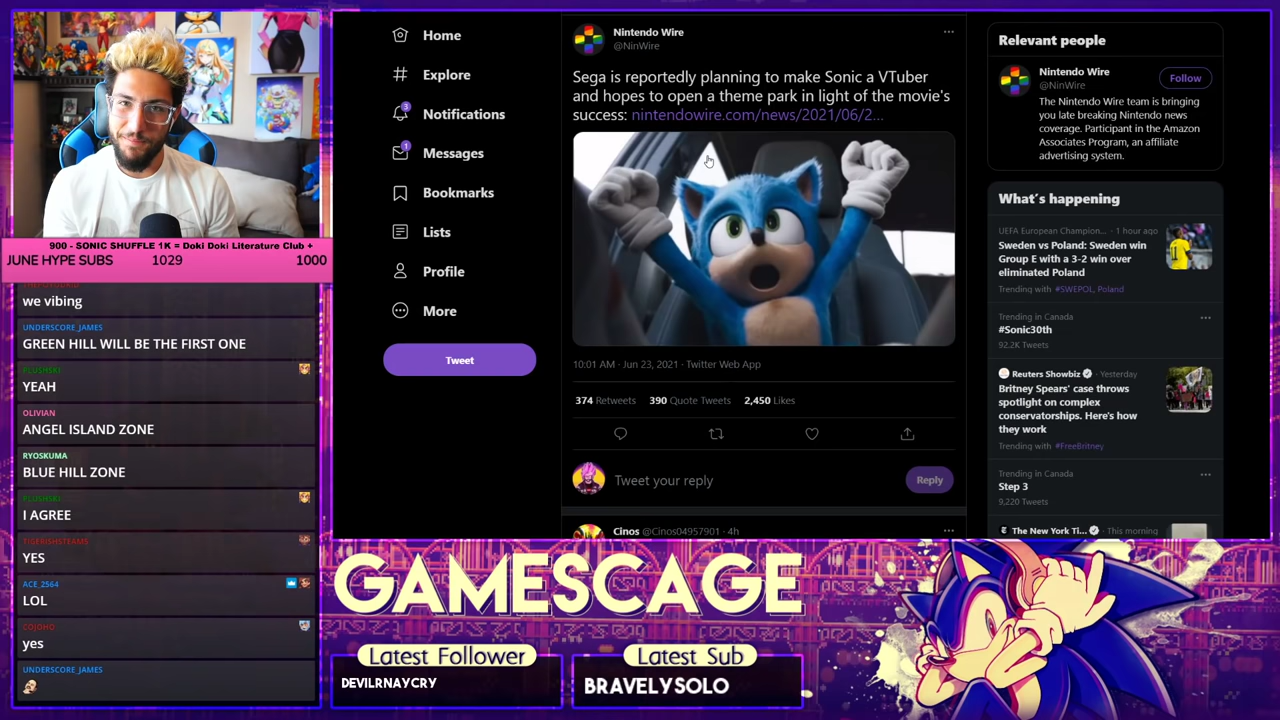 900 - SONIC SHUFFLE 1K = Doki Doki Literature Club +
JUNE HYPE SUBS 1029 1000
we vibing
UNDERSCORE_JAMES
GREEN HILL WILL BE THE FIRST ONE
FLUSHSKI
YEAH
OLIVIAN
ANGEL ISLAND ZONE
RYOSKUMA
BLUE HILL ZONE
FLUSHSKI
I AGREE
TIGERISHSTEAMS
YES
ACE_2564
LOL
COJOHO
yes
UNDERSCORE_JAMES
Home
Explore
3
Notifications
1
Messages
Bookmarks
Lists
Profile
More
Tweet
Nintendo Wire
@NinWire
Sega is reportedly planning to make Sonic a VTuber
and hopes to open a theme park in light of the movie's
success: nintendowire.com/news/2021/06/2...
10:01 AM · Jun 23, 2021 · Twitter Web App
374 Retweets 390 Quote Tweets 2,450 Likes
Tweet your reply
Reply
Cinos @Cinos04957901 · 4h
Relevant people
Nintendo Wire
@NinWire
Follow
The Nintendo Wire team is bringing
you late breaking Nintendo news
coverage. Participant in the Amazon
Associates Program, an affiliate
advertising system.
What's happening
UEFA European Champion... · 1 hour ago
Sweden vs Poland: Sweden win
Group E with a 3-2 win over
eliminated Poland
Trending with #SWEPOL, Poland
Trending in Canada
#Sonic30th
92.2K Tweets
Reuters Showbiz · Yesterday
Britney Spears' case throws
spotlight on complex
conservatorships. Here's how
they work
Trending with #FreeBritney
Trending in Canada
Step 3
9,220 Tweets
The New York Ti... · This morning
GAMESCAGE
Latest Follower
DEVILRNAYCRY
Latest Sub
BRAVELYSOLO